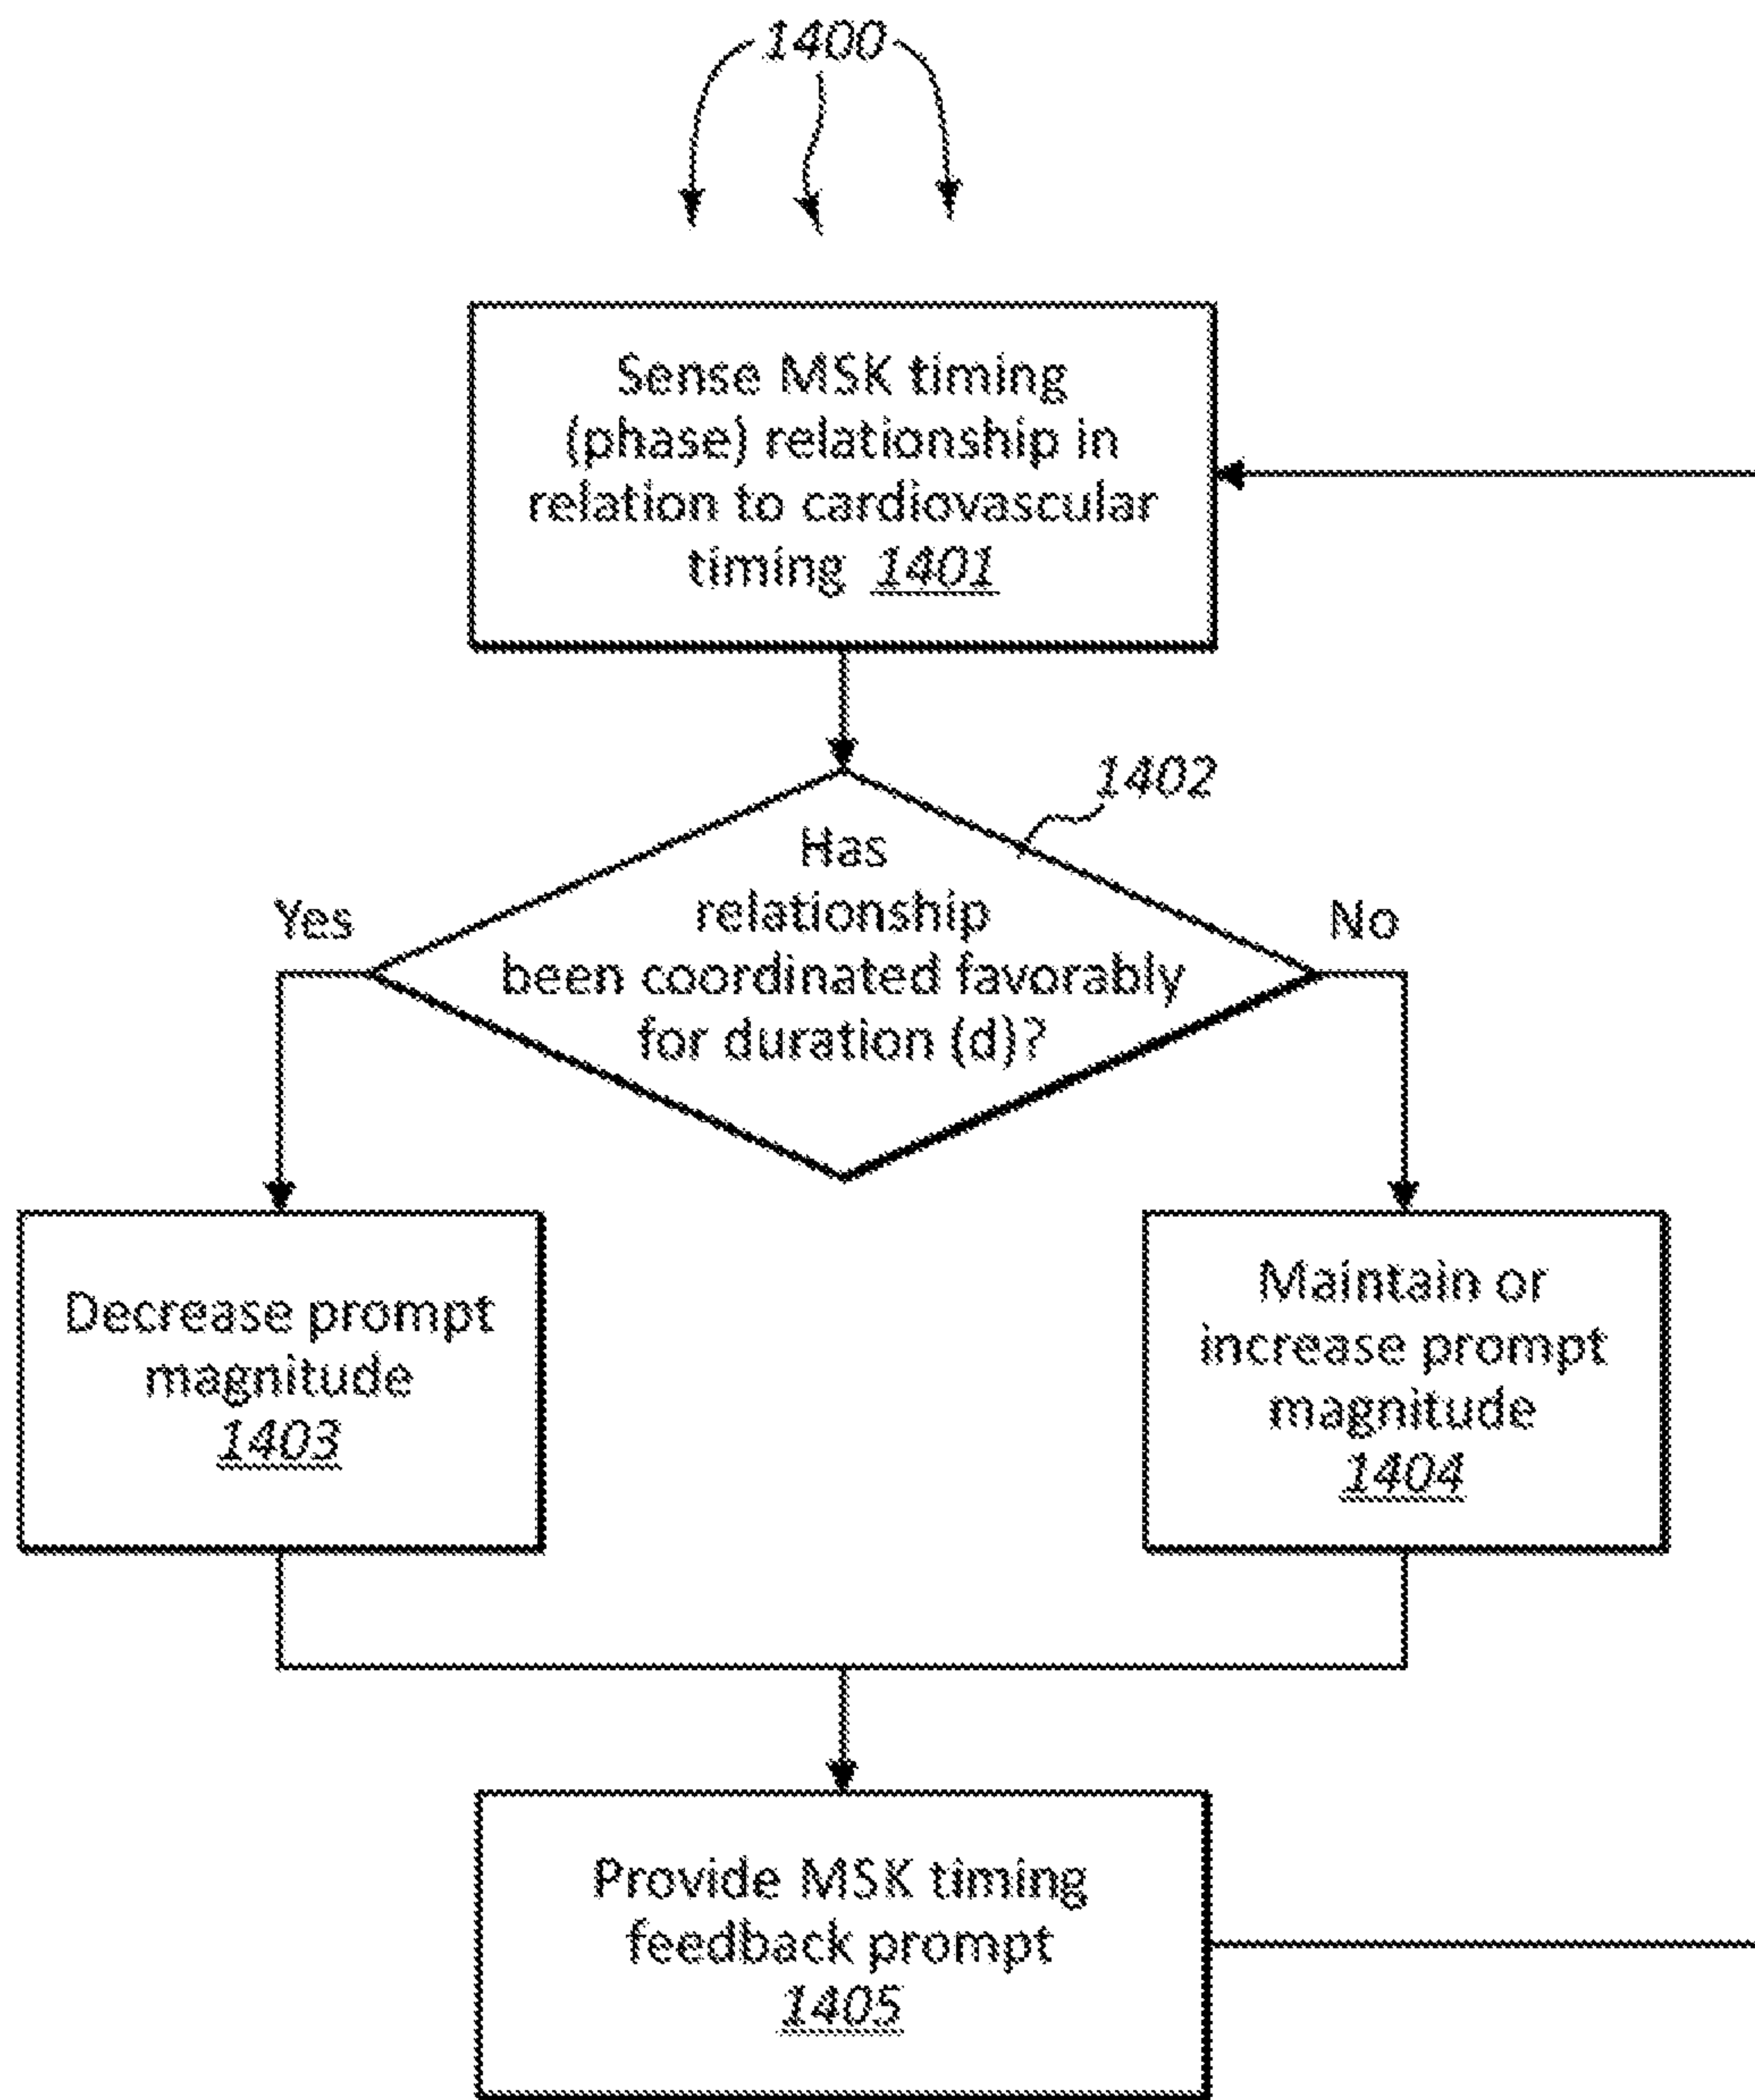 1400
Sense MSK timing
(phase) relationship in
relation to cardiovascular
timing 1401
1402
Has
relationship
been coordinated favorably
for duration (d)?
Yes
No
Decrease prompt
magnitude
1403
Maintain or
increase prompt
magnitude
1404
Provide MSK timing
feedback prompt
1405